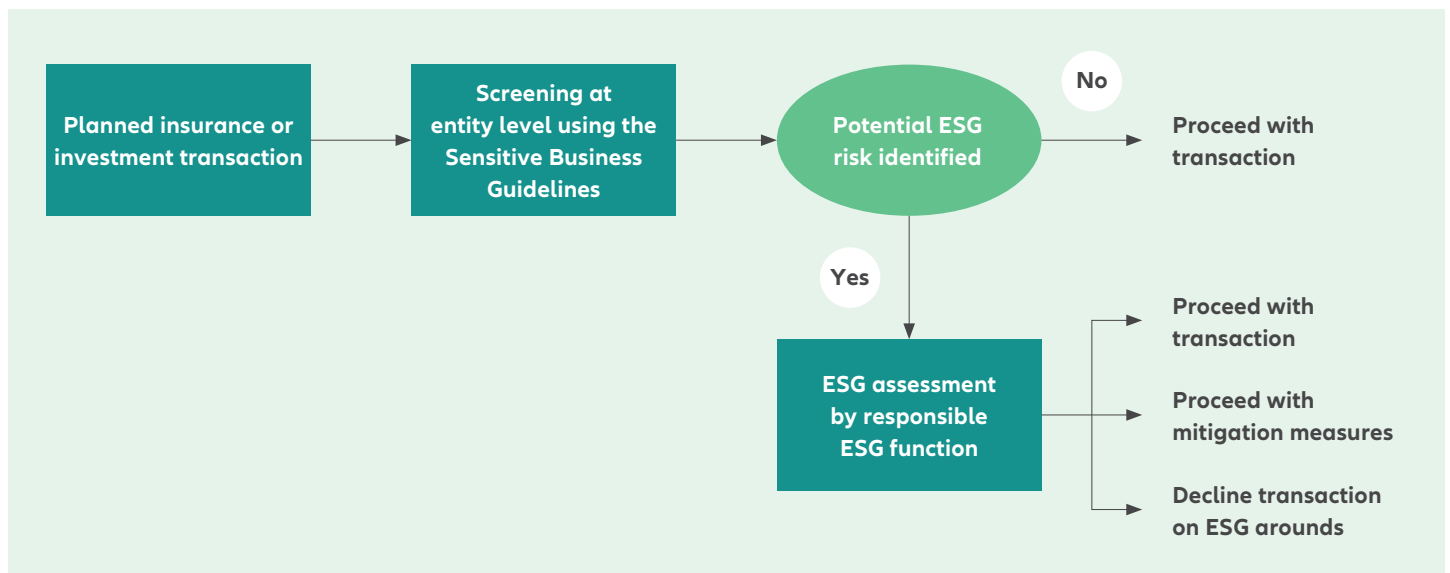 Planned insurance or
investment transaction
Screening at
entity level using the
Sensitive Business
Guidelines
Potential ESG
risk identified
No
Proceed with
transaction
Yes
ESG assessment
by responsible
ESG function
Proceed with
transaction
Proceed with
mitigation measures
Decline transaction
on ESG arounds